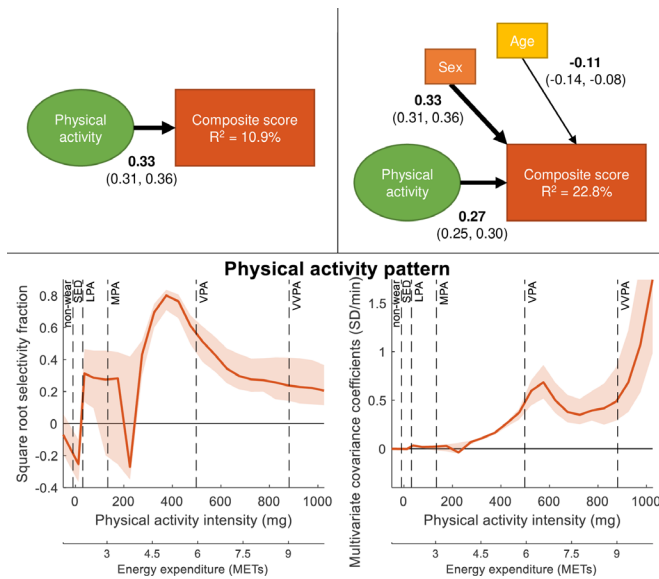 Physical
activity
Composite score
R² = 10.9%
0.33
(0.31, 0.36)
Sex
Age
0.33
(0.31, 0.36)
-0.11
(-0.14, -0.08)
Physical
activity
Composite score
R² = 22.8%
0.27
(0.25, 0.30)
Physical activity pattern
Square root selectivity fraction
0.8
0.6
0.4
0.2
0
-0.2
-0.4
non-wear
SED
LPA
MPA
VPA
VVPA
0 200 400 600 800 1000
Physical activity intensity (mg)
3 4.5 6 7.5 9
Energy expenditure (METs)
Multivariate covariance coefficients (SD/min)
1.5
1
0.5
0
non-wear
SED
LPA
MPA
VPA
VVPA
0 200 400 600 800 1000
Physical activity intensity (mg)
3 4.5 6 7.5 9
Energy expenditure (METs)